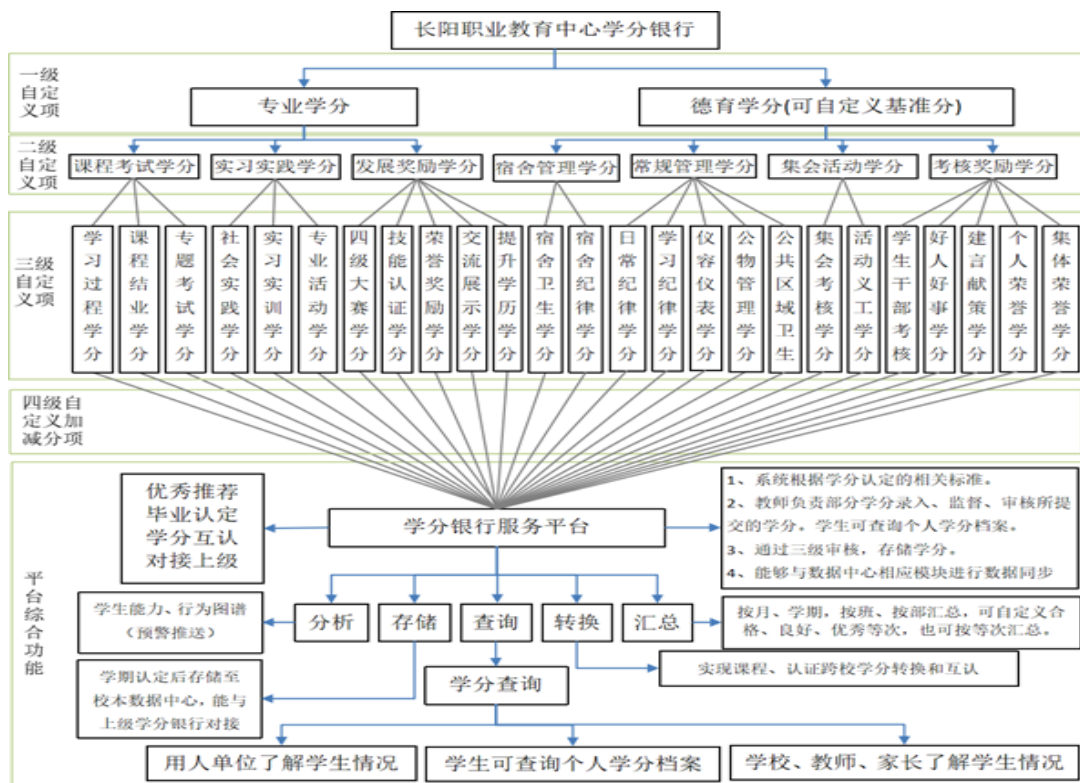 长阳职业教育中心学分银行
一级
自定
义项
专业学分
德育学分(可自定义基准分)
二级
自定
义项
课程考试学分
实习实践学分
发展奖励学分
宿舍管理学分
常规管理学分
集会活动学分
考核奖励学分
三级
自定
义项
学习过程学分
课程结业学分
专题考试学分
社会实践学分
实习实训学分
专业活动学分
四级大赛学分
技能认证学分
荣誉奖励学分
交流展示学分
提升学历学分
宿舍卫生学分
宿舍纪律学分
日常纪律学分
学习纪律学分
仪容仪表学分
公物管理学分
公共区域卫生
集会考核学分
活动义工学分
学生干部考核
好人好事学分
建言献策学分
个人荣誉学分
集体荣誉学分
四级自
定义加
减分项
平台综合功能
优秀推荐
毕业认定
学分互认
对接上级
学分银行服务平台
1、系统根据学分认定的相关标准。
2、教师负责部分学分录入、监督、审核所提
交的学分。学生可查询个人学分档案。
3、通过三级审核，存储学分。
4、能够与数据中心相应模块进行数据同步
学生能力、行为图谱
（预警推送）
分析
存储
查询
转换
汇总
按月、学期，按班、按部汇总，可自定义合
格、良好、优秀等次，也可按等次汇总。
学期认定后存储至
校本数据中心，能与
上级学分银行对接
学分查询
实现课程、认证跨校学分转换和互认
用人单位了解学生情况
学生可查询个人学分档案
学校、教师、家长了解学生情况